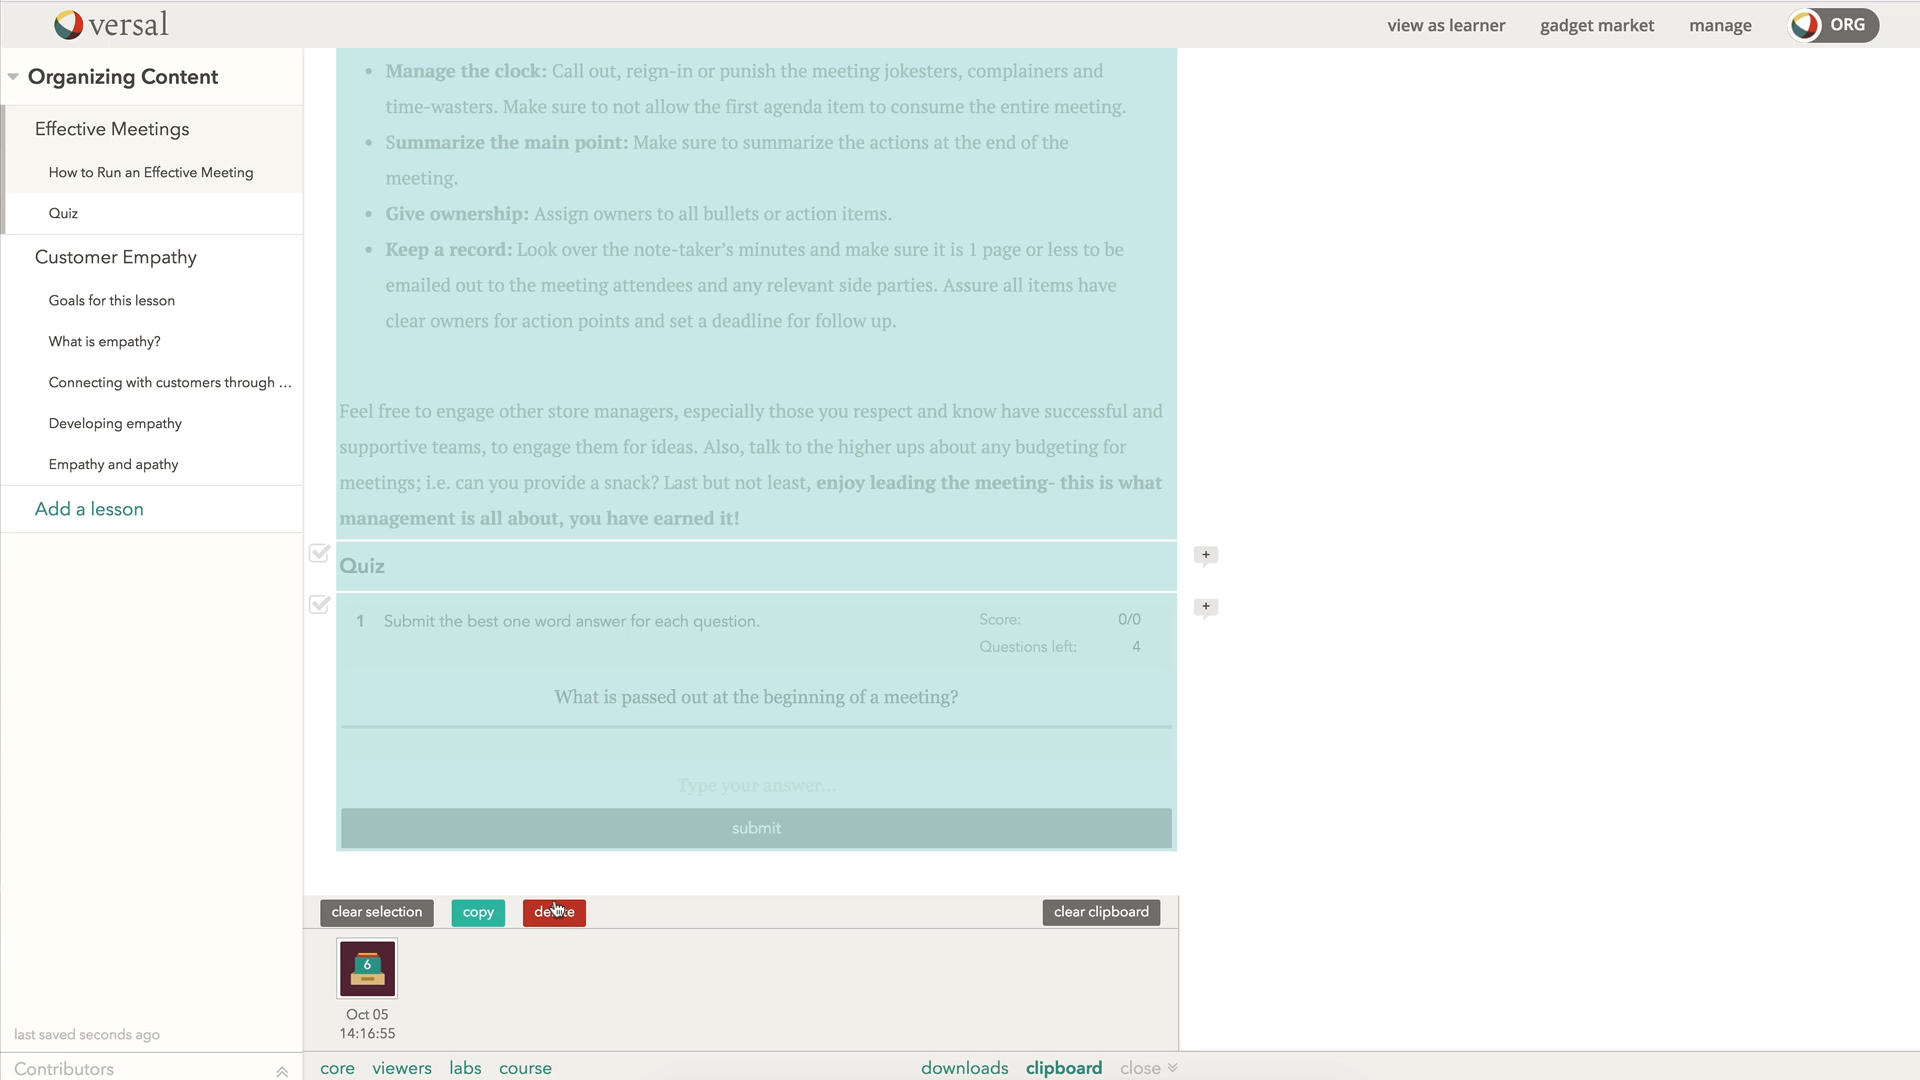 versal
view as learner
gadget market
manage
ORG
Organizing Content
Effective Meetings
How to Run an Effective Meeting
Quiz
Customer Empathy
Goals for this lesson
What is empathy?
Connecting with customers through ...
Developing empathy
Empathy and apathy
Add a lesson
last saved seconds ago
Contributors
• Manage the clock: Call out, reign-in or punish the meeting jokesters, complainers and
time-wasters. Make sure to not allow the first agenda item to consume the entire meeting.
• Summarize the main point: Make sure to summarize the actions at the end of the
meeting.
• Give ownership: Assign owners to all bullets or action items.
• Keep a record: Look over the note-taker’s minutes and make sure it is 1 page or less to be
emailed out to the meeting attendees and any relevant side parties. Assure all items have
clear owners for action points and set a deadline for follow up.
Feel free to engage other store managers, especially those you respect and know have successful and
supportive teams, to engage them for ideas. Also, talk to the higher ups about any budgeting for
meetings; i.e. can you provide a snack? Last but not least, enjoy leading the meeting- this is what
management is all about, you have earned it!
Quiz
1 Submit the best one word answer for each question.
Score: 0/0
Questions left: 4
What is passed out at the beginning of a meeting?
Type your answer...
submit
clear selection
copy
clear clipboard
6
Oct 05
14:16:55
core
viewers
labs
course
downloads
clipboard
close